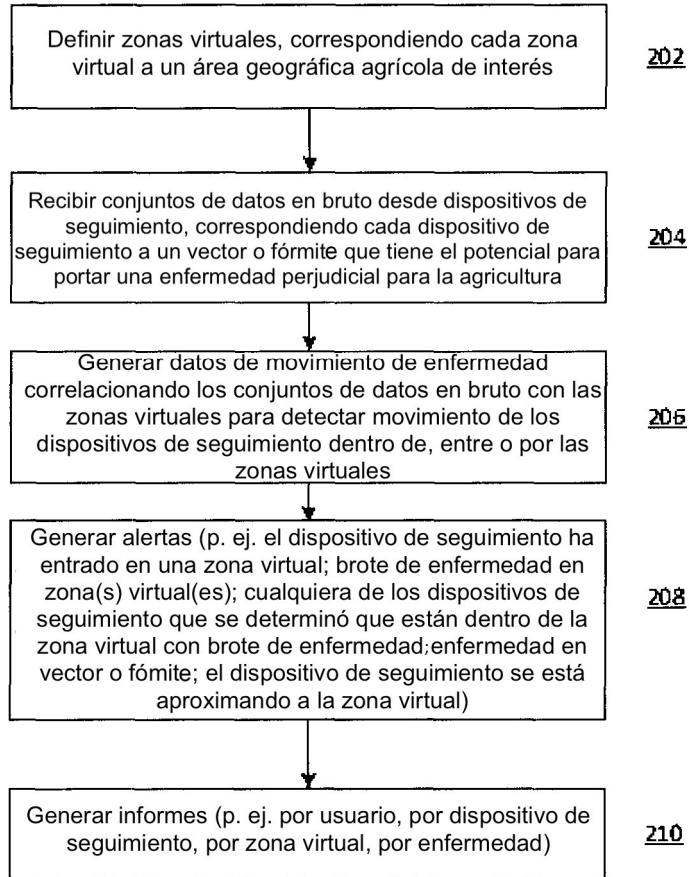 Definir zonas virtuales, correspondiendo cada zona
virtual a un área geográfica agrícola de interés
202
Recibir conjuntos de datos en bruto desde dispositivos de
seguimiento, correspondiendo cada dispositivo de
seguimiento a un vector o fórmite que tiene el potencial para
portar una enfermedad perjudicial para la agricultura
204
Generar datos de movimiento de enfermedad
correlacionando los conjuntos de datos en bruto con las
zonas virtuales para detectar movimiento de los
dispositivos de seguimiento dentro de, entre o por las
zonas virtuales
206
Generar alertas (p. ej. el dispositivo de seguimiento ha
entrado en una zona virtual; brote de enfermedad en
zona(s) virtual(es); cualquiera de los dispositivos de
seguimiento que se determinó que están dentro de la
zona virtual con brote de enfermedad;enfermedad en
vector o fómite; el dispositivo de seguimiento se está
aproximando a la zona virtual)
208
Generar informes (p. ej. por usuario, por dispositivo de
seguimiento, por zona virtual, por enfermedad)
210